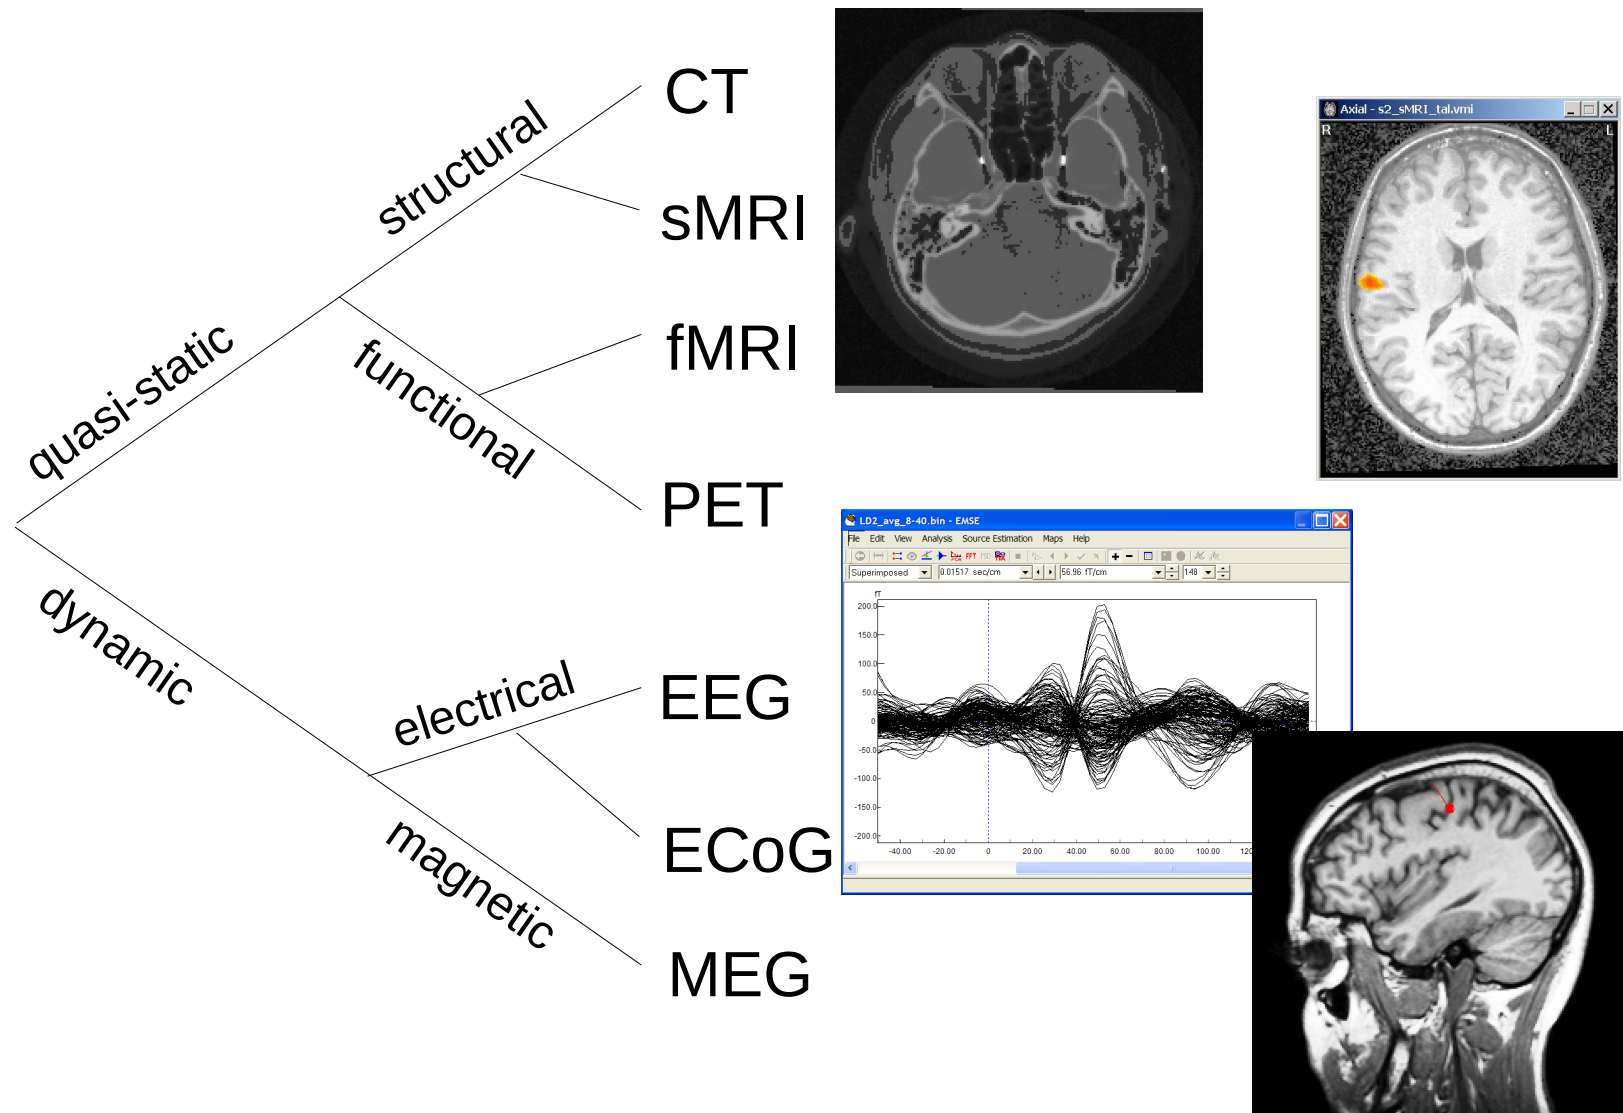 CT
structural
sMRI
quasi-static
functional
fMRI
PET
dynamic
electrical
EEG
ECoG
magnetic
MEG
Axial - s2_sMRI_tal.vmi
R L
LD2_avg_8-40.bin - EMSE
File Edit View Analysis Source Estimation Maps Help
FFT
Superimposed 0.01517 sec/cm 56.96 fT/cm 148
fT
200.0
150.0
100.0
50.0
0
-50.0
-100.0
-150.0
-200.0
-40.00 -20.00 0 20.00 40.00 60.00 80.00 100.00